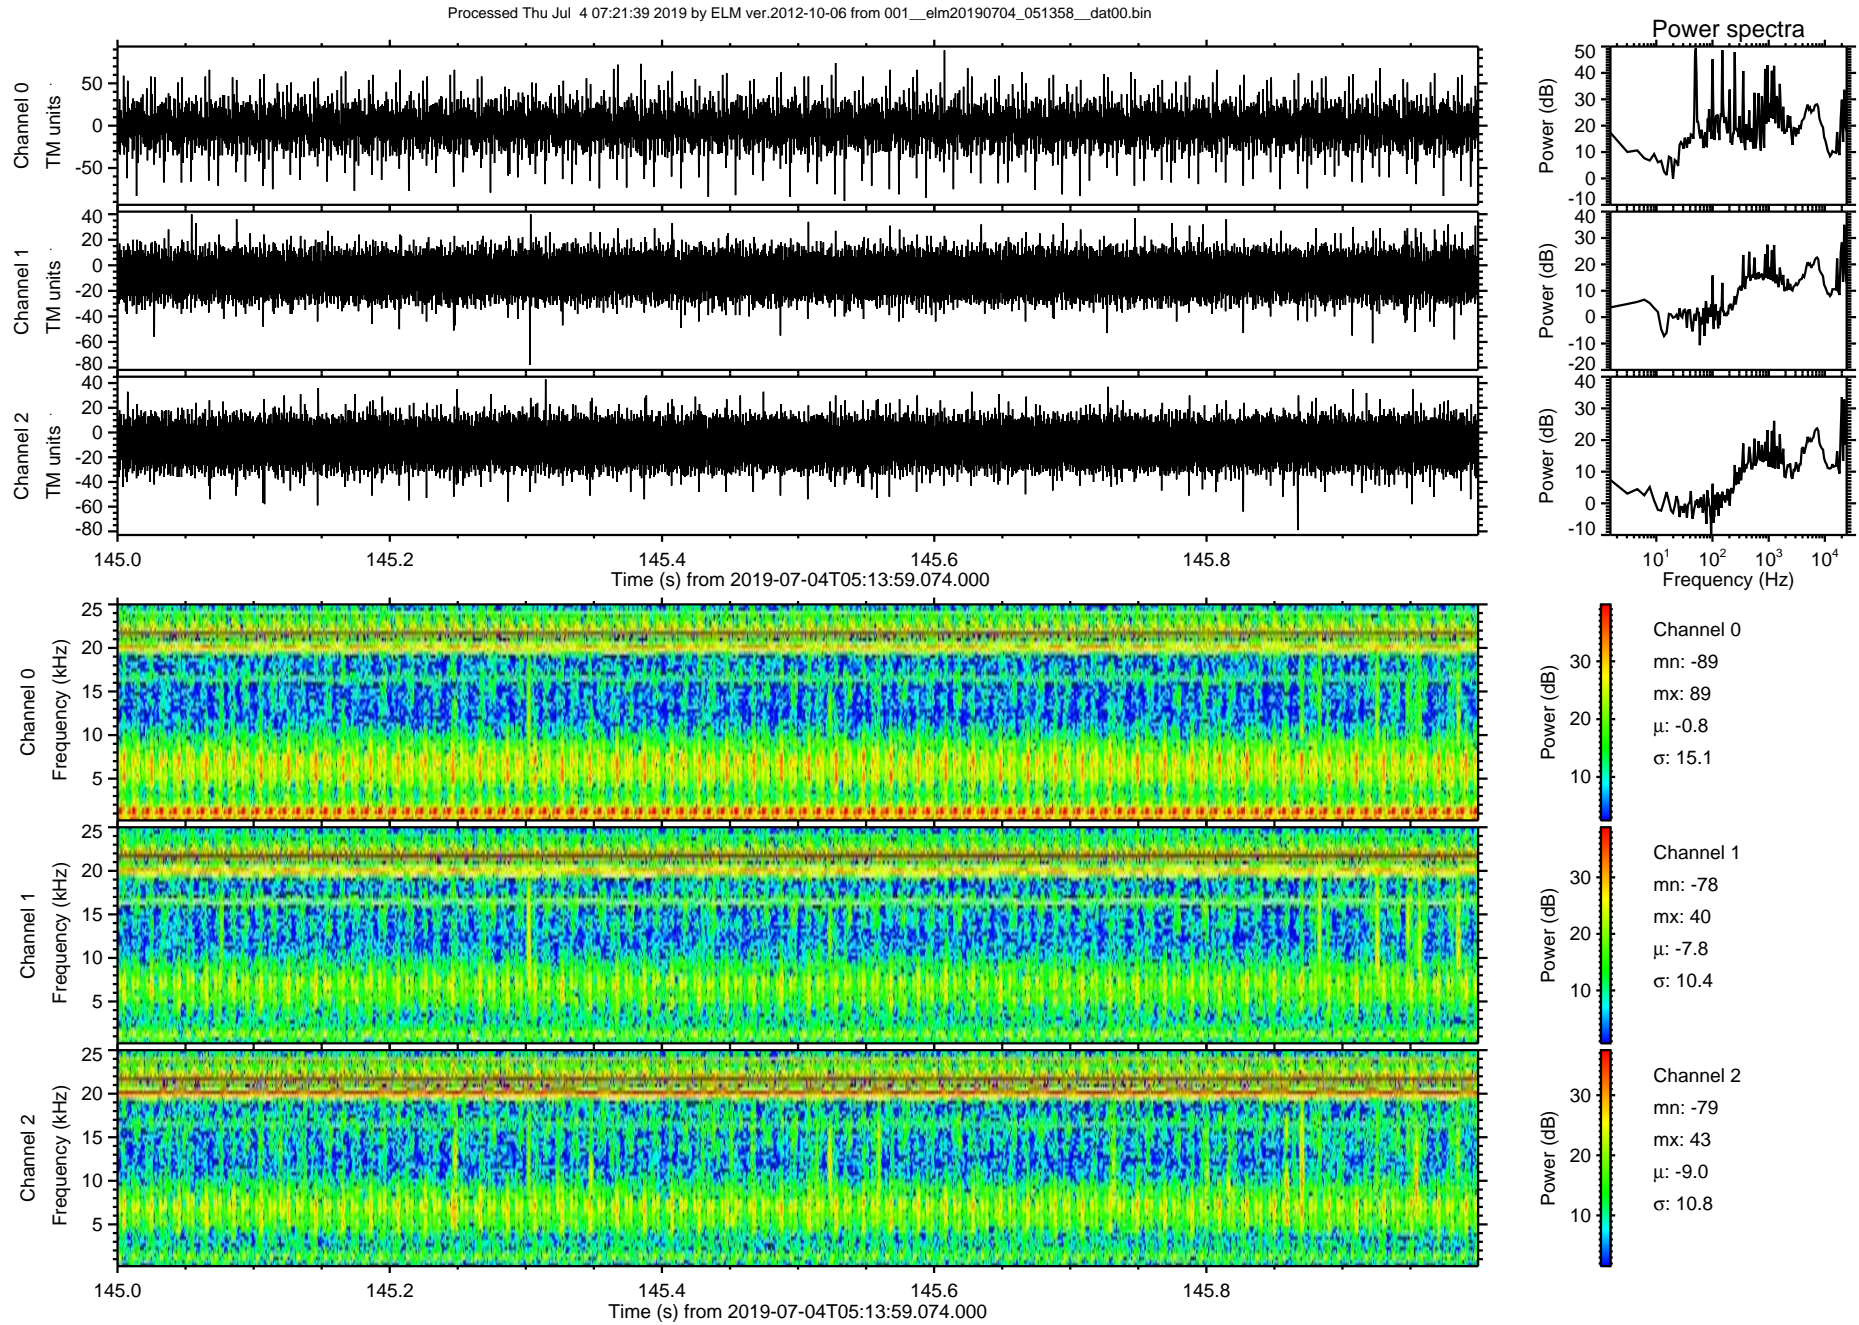 Processed Thu Jul  4 07:21:39 2019 by ELM ver.2012-10-06 from 001__elm20190704_051358__dat00.bin
Power spectra
Channel 0
TM units
50
0
-50
Power (dB)
50
40
30
20
10
0
-10
Channel 1
TM units
40
20
0
-20
-40
-60
-80
Power (dB)
40
30
20
10
0
-10
-20
Channel 2
TM units
40
20
0
-20
-40
-60
-80
Power (dB)
40
30
20
10
0
-10
145.0 145.2 145.4 145.6 145.8
Time (s) from 2019-07-04T05:13:59.074.000
10^1 10^2 10^3 10^4
Frequency (Hz)
Channel 0
Frequency (kHz)
25
20
15
10
5
Power (dB)
30
20
10
Channel 0
mn: -89
mx: 89
μ: -0.8
σ: 15.1
Channel 1
Frequency (kHz)
25
20
15
10
5
Power (dB)
30
20
10
Channel 1
mn: -78
mx: 40
μ: -7.8
σ: 10.4
Channel 2
Frequency (kHz)
25
20
15
10
5
Power (dB)
30
20
10
Channel 2
mn: -79
mx: 43
μ: -9.0
σ: 10.8
145.0 145.2 145.4 145.6 145.8
Time (s) from 2019-07-04T05:13:59.074.000